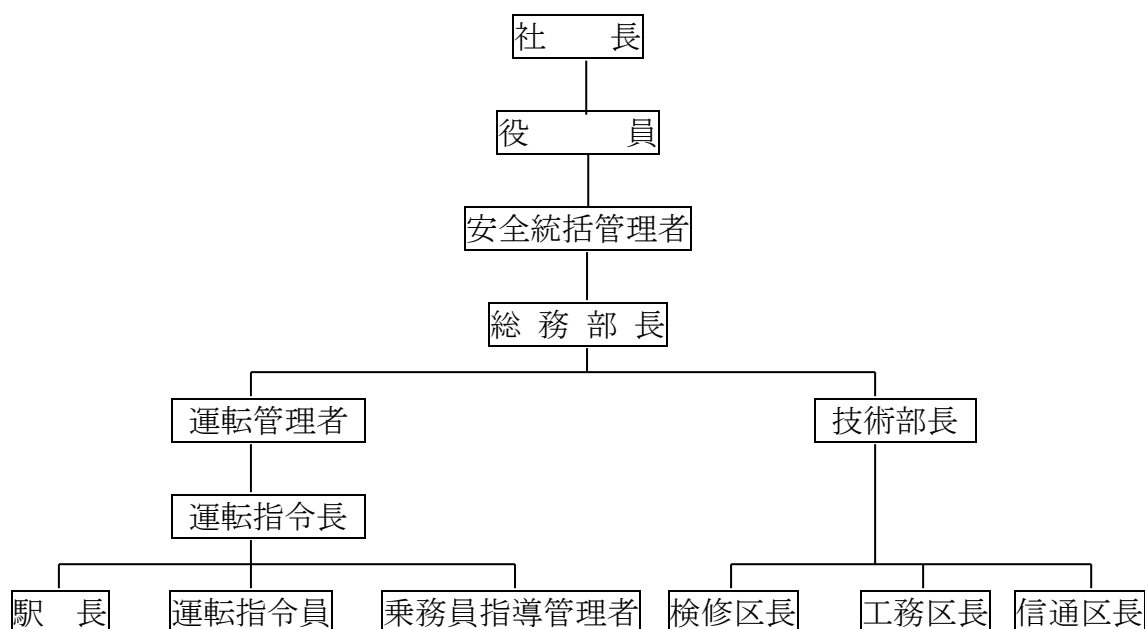 社　　長
役　　　員
安全統括管理者
総 務 部 長
運転管理者
技術部長
運転指令長
駅　長
運転指令員
乗務員指導管理者
検修区長
工務区長
信通区長